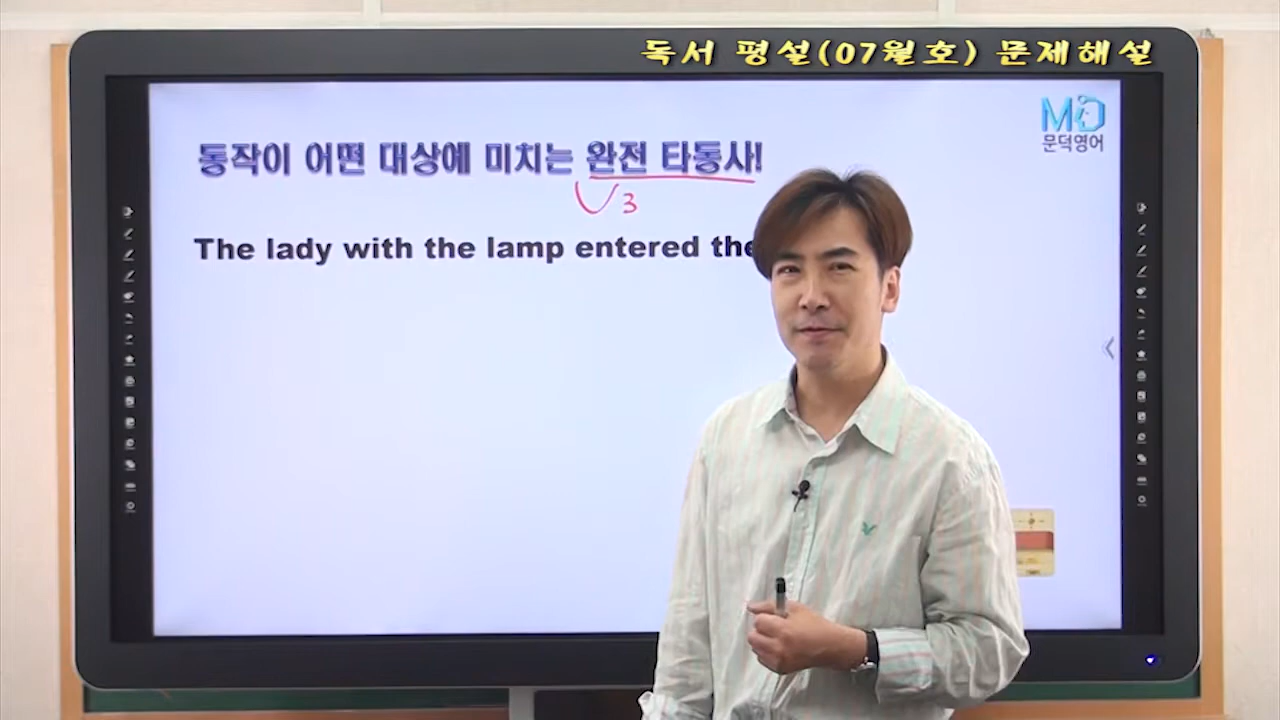 독서 평설(07월호) 문제해설
MD
문덕영어
동작이 어떤 대상에 미치는 완전 타통사!
3
The lady with the lamp entered the